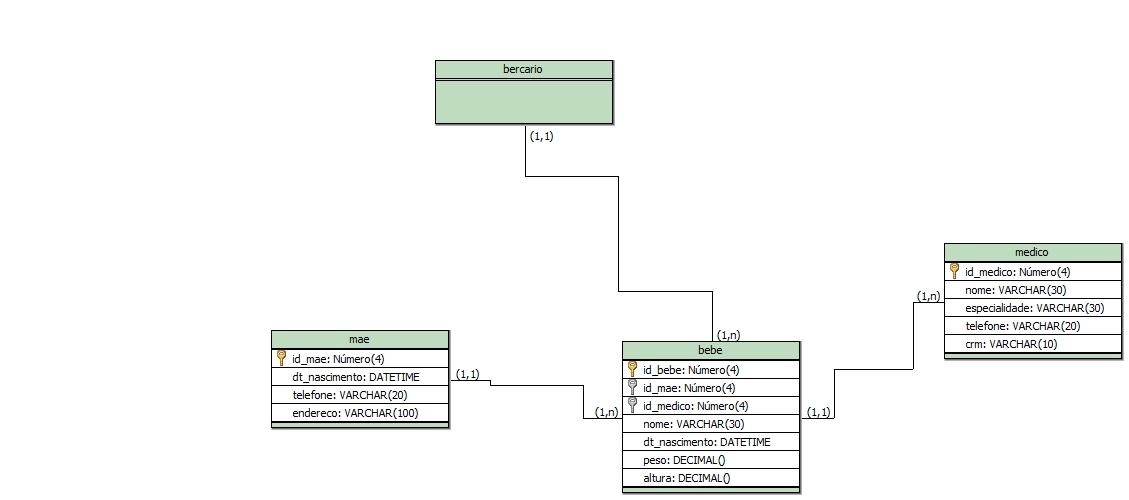 bercario
(1,1)
medico
id_medico: Número(4)
nome: VARCHAR(30)
especialidade: VARCHAR(30)
telefone: VARCHAR(20)
crm: VARCHAR(10)
(1,n)
mae
id_mae: Número(4)
dt_nascimento: DATETIME
telefone: VARCHAR(20)
endereco: VARCHAR(100)
(1,1)
(1,n)
(1,n)
bebe
id_bebe: Número(4)
id_mae: Número(4)
id_medico: Número(4)
nome: VARCHAR(30)
dt_nascimento: DATETIME
peso: DECIMAL()
altura: DECIMAL()
(1,1)